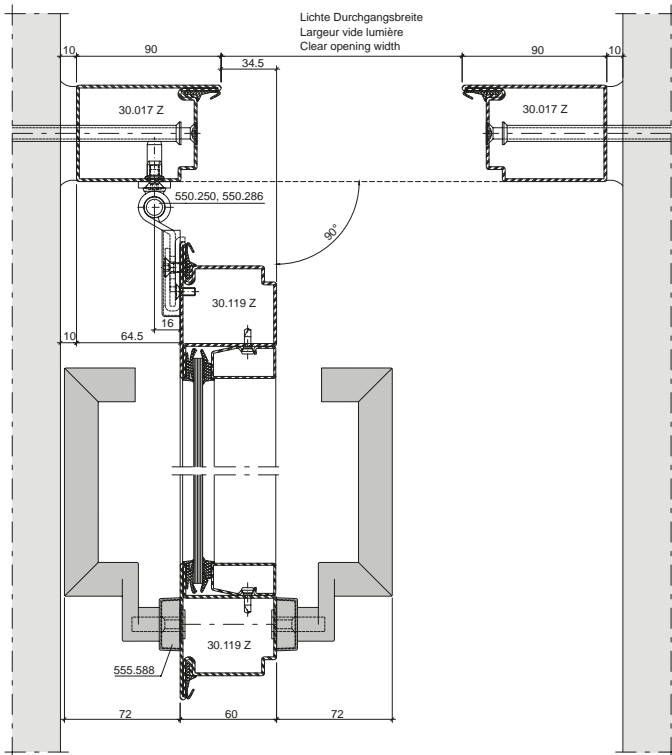 Lichte Durchgangsbreite
Largeur vide lumière
Clear opening width
10
90
34.5
90
10
30.017 Z
30.017 Z
550.250, 550.286
90°
30.119 Z
16
10
64.5
30.119 Z
555.588
72
60
72